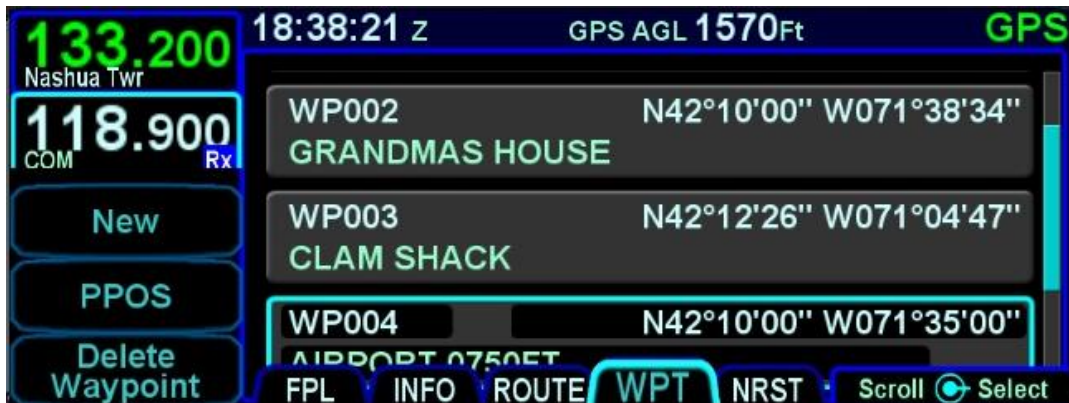 133.200
Nashua Twr
118.900
COM Rx
New
PPOS
Delete
Waypoint
18:38:21 Z GPS AGL 1570Ft GPS
WP002 N42°10'00" W071°38'34"
GRANDMAS HOUSE
WP003 N42°12'26" W071°04'47"
CLAM SHACK
WP004 N42°10'00" W071°35'00"
AIRPORT 0750FT
FPL INFO ROUTE WPT NRST Scroll Select